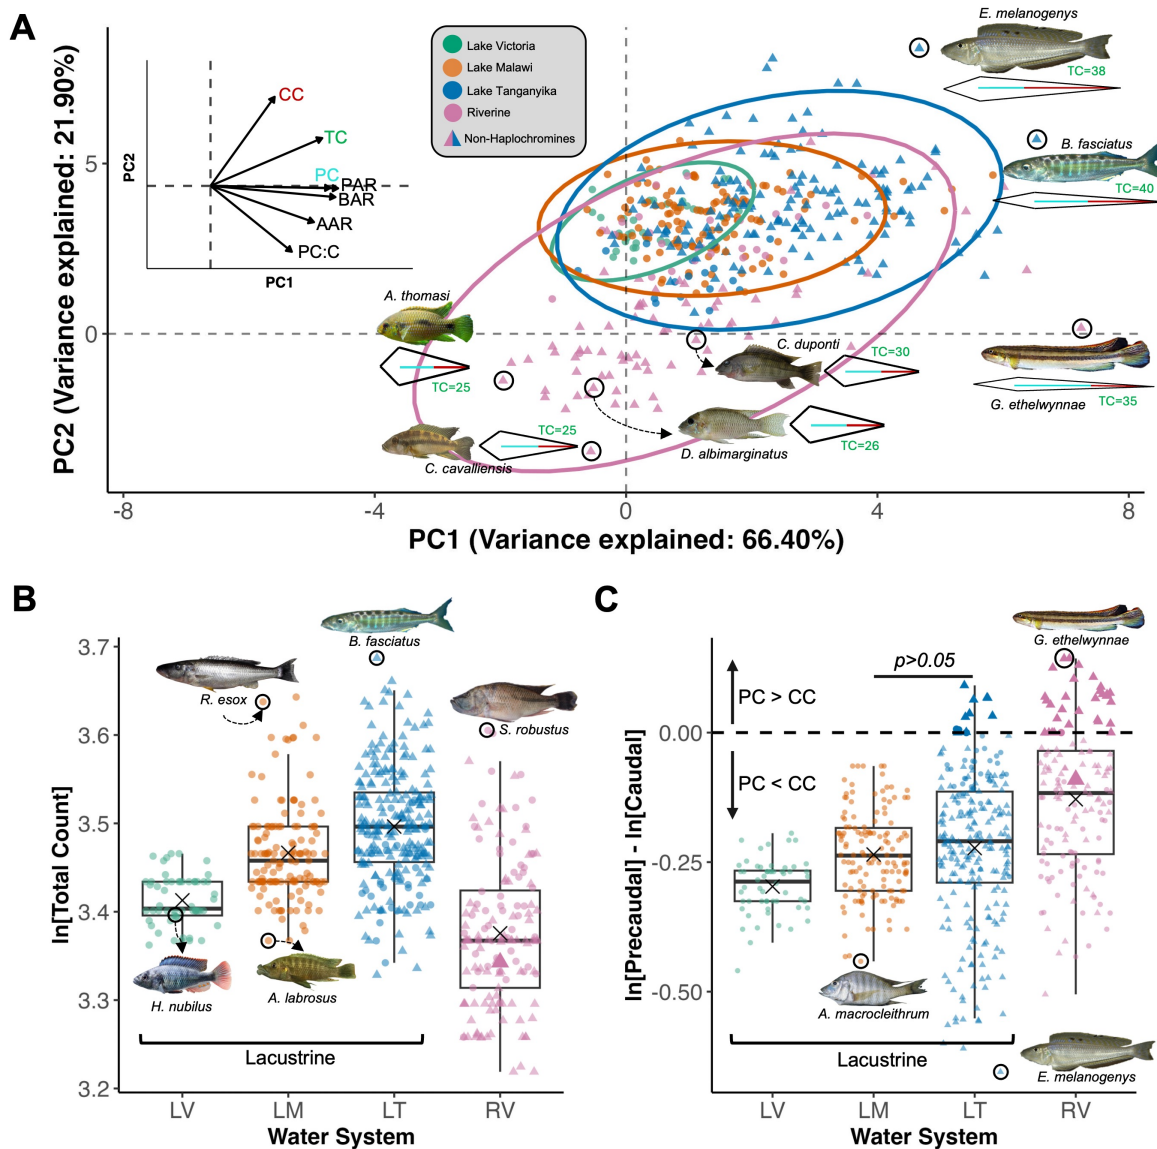 A
PC2 (Variance explained: 21.90%)
5
0
-8
-4
0
4
8
PC1 (Variance explained: 66.40%)
PC2
PC1
CC
TC
PC
PAR
BAR
AAR
PC:C
Lake Victoria
Lake Malawi
Lake Tanganyika
Riverine
Non-Haplochromines
E. melanogenys
TC=38
B. fasciatus
TC=40
A. thomasi
TC=25
C. duponti
TC=30
G. ethelwynnae
TC=35
C. cavalliensis
TC=25
D. albimarginatus
TC=26
B
ln[Total Count]
3.7
3.6
3.5
3.4
3.3
3.2
B. fasciatus
R. esox
S. robustus
H. nubilus
A. labrosus
Lacustrine
LV
LM
LT
RV
Water System
C
ln[Precaudal] - ln[Caudal]
0.00
-0.25
-0.50
G. ethelwynnae
p>0.05
PC > CC
PC < CC
A. macrocleithrum
Lacustrine
E. melanogenys
LV
LM
LT
RV
Water System